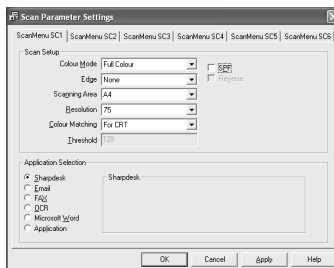 Scan Parameter Settings
ScanMenu SC1 ScanMenu SC2 ScanMenu SC3 ScanMenu SC4 ScanMenu SC5 ScanMenu SC6
Scan Setup
Colour Mode Full Colour SPF
Edge None Reverse
Scanning Area A4
Resolution 75
Colour Matching For CRT
Threshold 128
Application Selection
Sharpdesk Sharpdesk
Email
FAX
OCR
Microsoft Word
Application
OK Cancel Apply Help